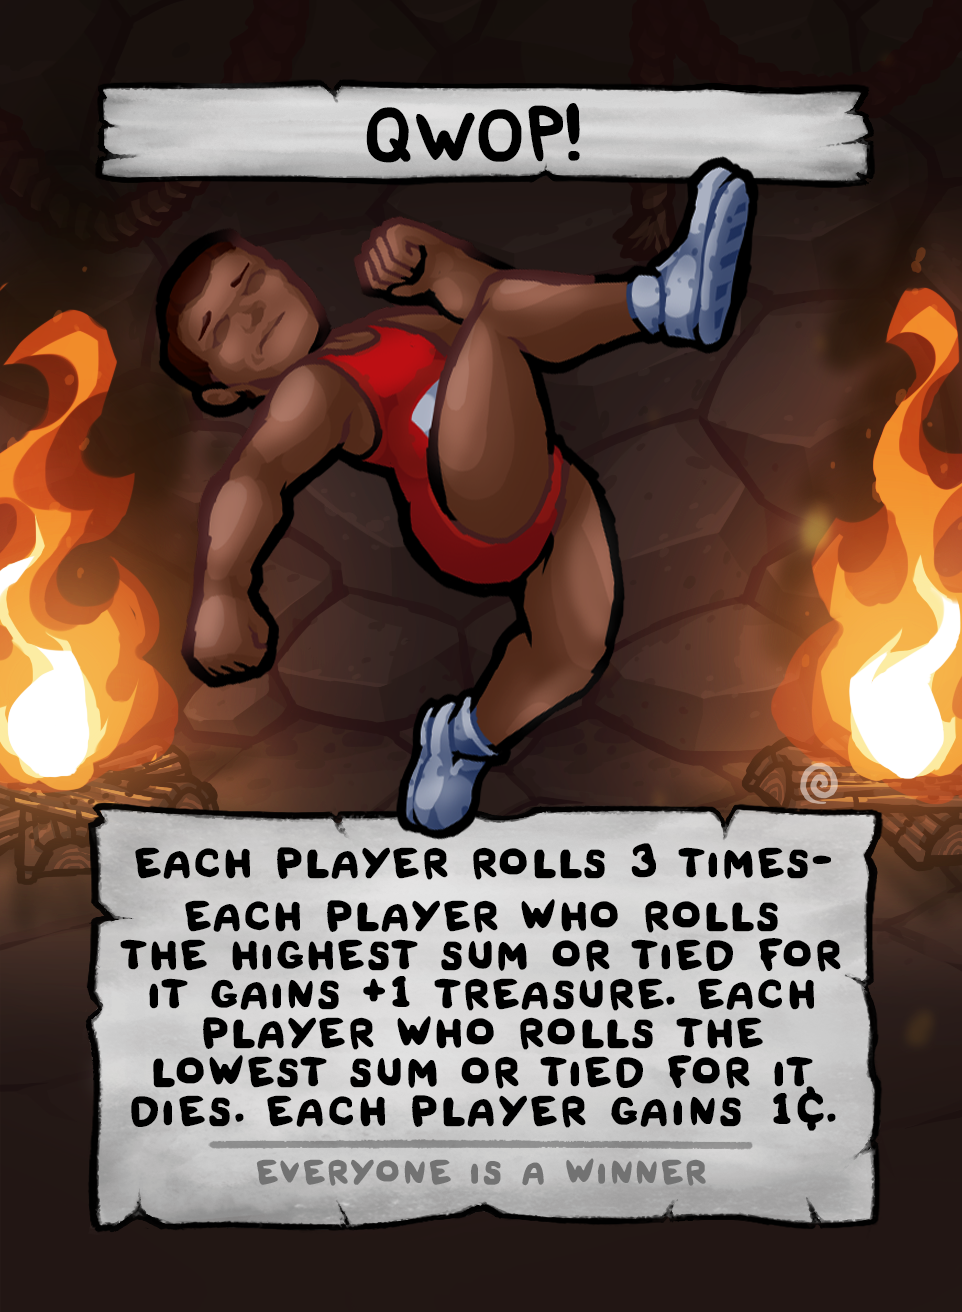 QWOP!
EACH PLAYER ROLLS 3 TIMES-
EACH PLAYER WHO ROLLS
THE HIGHEST SUM OR TIED FOR
IT GAINS +1 TREASURE. EACH
PLAYER WHO ROLLS THE
LOWEST SUM OR TIED FOR IT
DIES. EACH PLAYER GAINS 1¢.
EVERYONE IS A WINNER